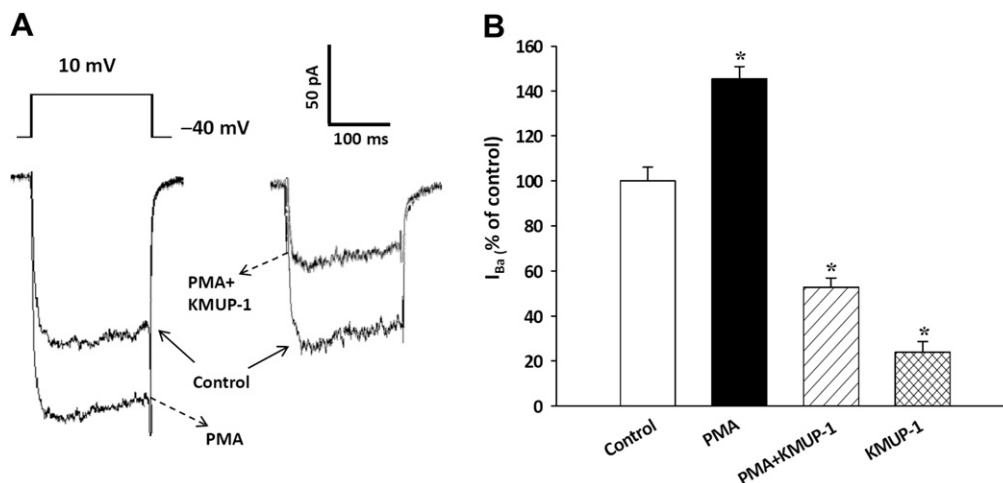 A
10 mV
−40 mV
50 pA
100 ms
PMA+
KMUP-1
Control
PMA
B
I_Ba (% of control)
160
140
120
100
80
60
40
20
0
*
*
*
Control
PMA
PMA+KMUP-1
KMUP-1